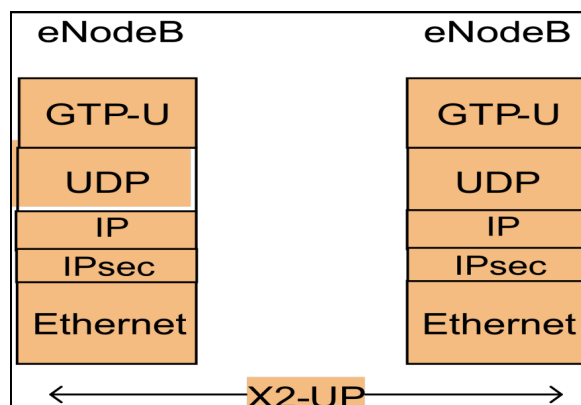 eNodeB eNodeB
GTP-U GTP-U
UDP UDP
IP IP
IPsec IPsec
Ethernet Ethernet
X2-UP